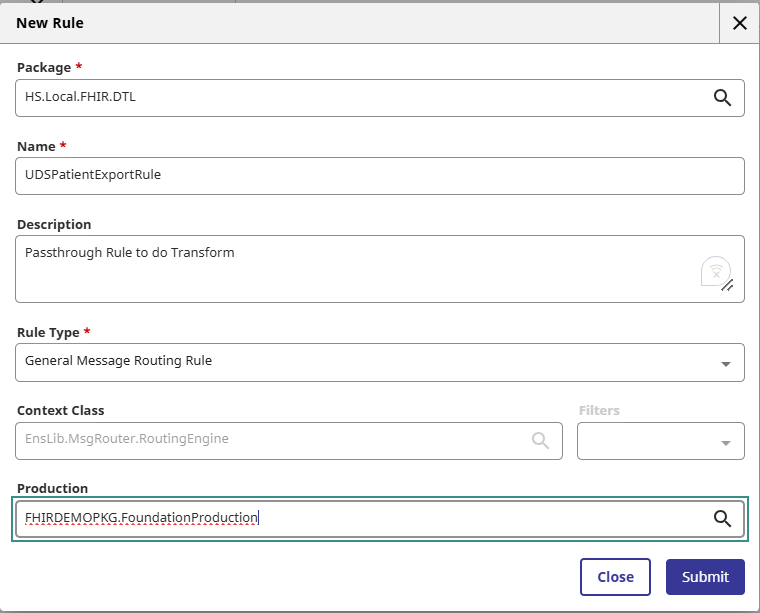 New Rule
Package *
HS.Local.FHIR.DTL
Name *
UDSPatientExportRule
Description
Passthrough Rule to do Transform
Rule Type *
General Message Routing Rule
Context Class
Filters
EnsLib.MsgRouter.RoutingEngine
Production
FHIRDEMOPKG.FoundationProduction
Close
Submit